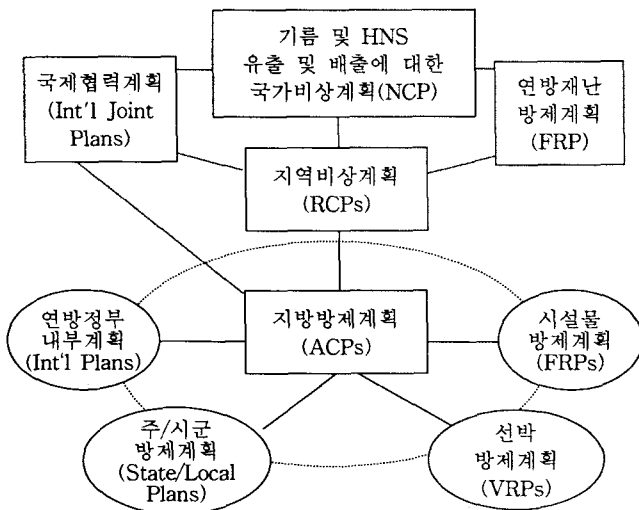 기름 및 HNS
유출 및 배출에 대한
국가비상계획(NCP)
국제협력계획
(Int'l Joint
Plans)
연방재난
방제계획
(FRP)
지역비상계획
(RCPs)
연방정부
내부계획
(Int'l Plans)
지방방제계획
(ACPs)
시설물
방제계획
(FRPs)
주/시군
방제계획
(State/Local
Plans)
선박
방제계획
(VRPs)